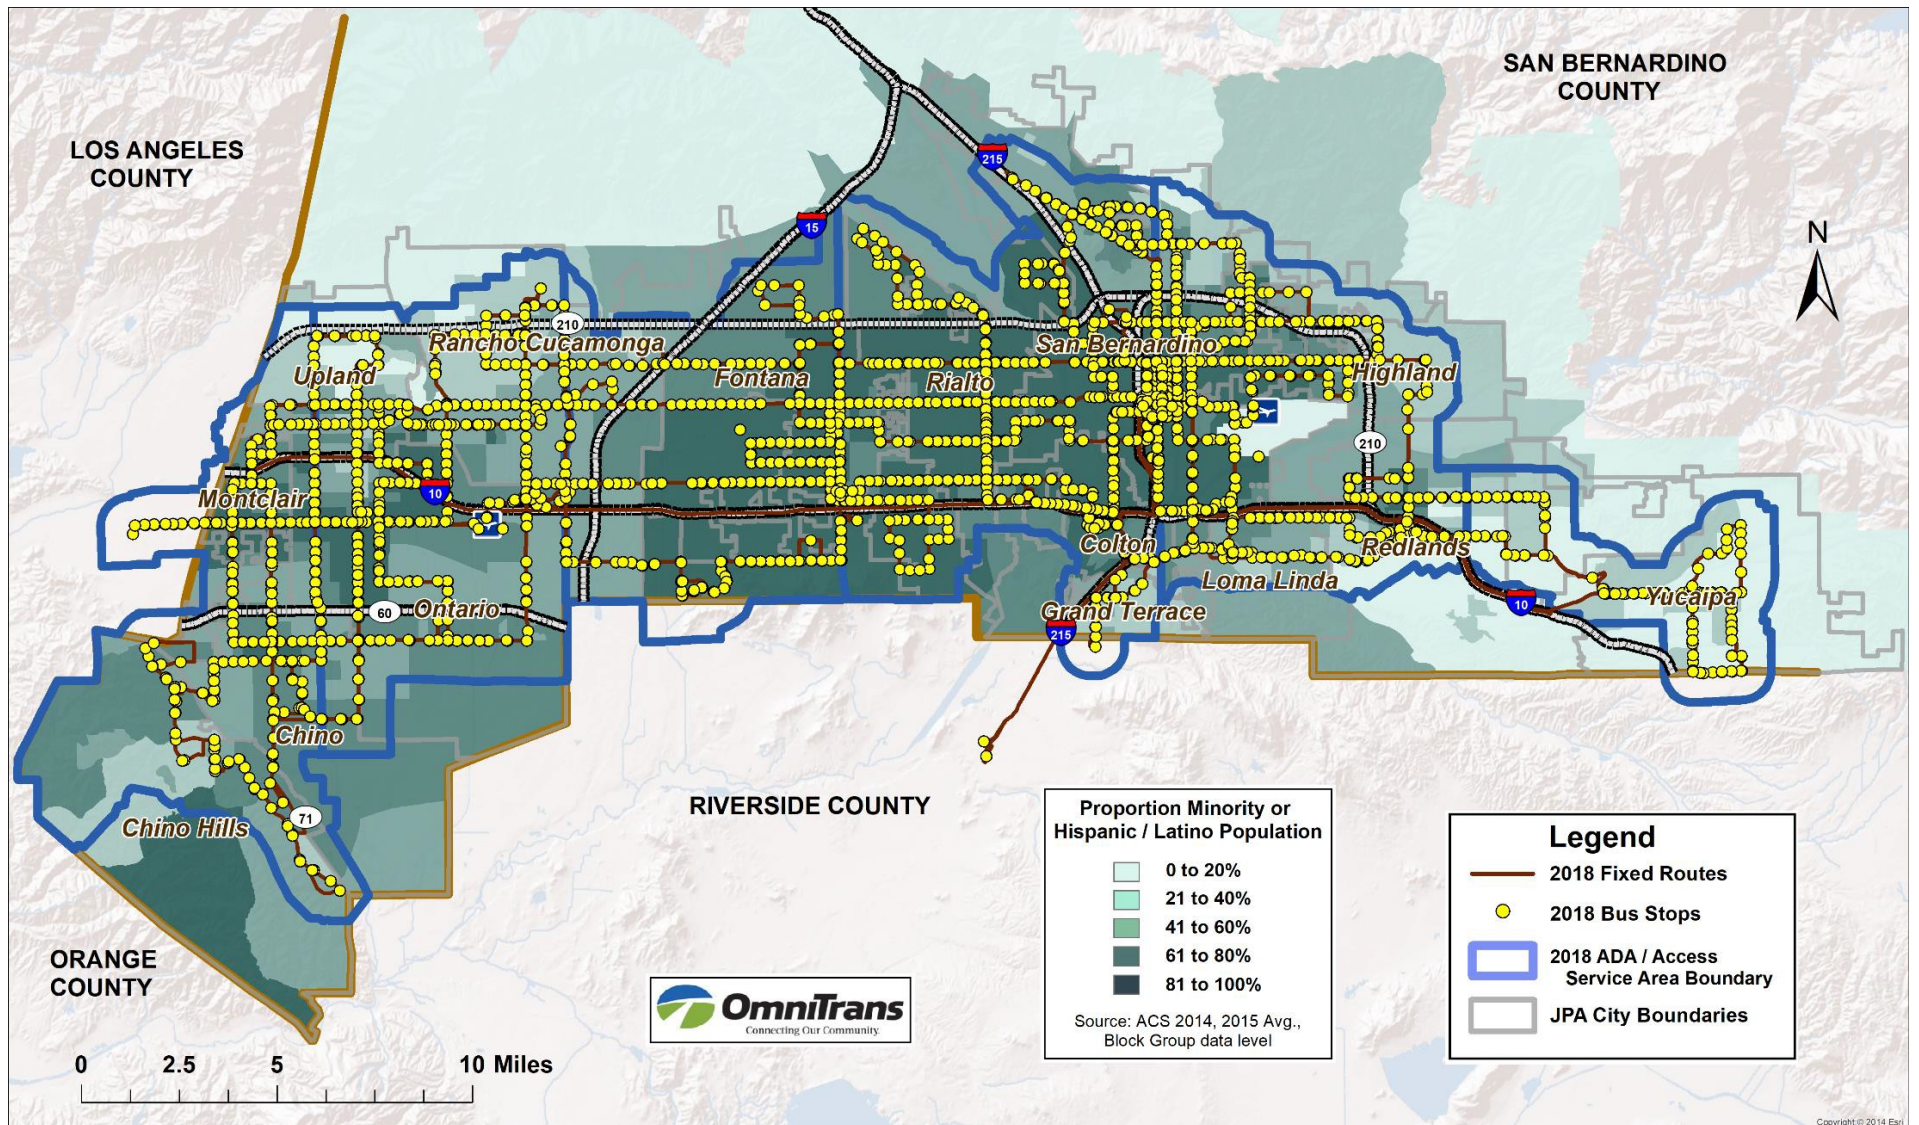 SAN BERNARDINO
COUNTY
LOS ANGELES
COUNTY
N
215
15
210
Rancho Cucamonga
San Bernardino
Upland
Fontana
Rialto
Highland
210
10
Montclair
Colton
Redlands
Loma Linda
60
Ontario
Grand Terrace
10
Yucaipa
215
Chino
71
Chino Hills
RIVERSIDE COUNTY
ORANGE
COUNTY
Proportion Minority or
Hispanic / Latino Population
0 to 20%
21 to 40%
41 to 60%
61 to 80%
81 to 100%
Source: ACS 2014, 2015 Avg.,
Block Group data level
Legend
2018 Fixed Routes
2018 Bus Stops
2018 ADA / Access
Service Area Boundary
JPA City Boundaries
OmniTrans
Connecting Our Community.
0 2.5 5 10 Miles
Copyright:© 2014 Esri